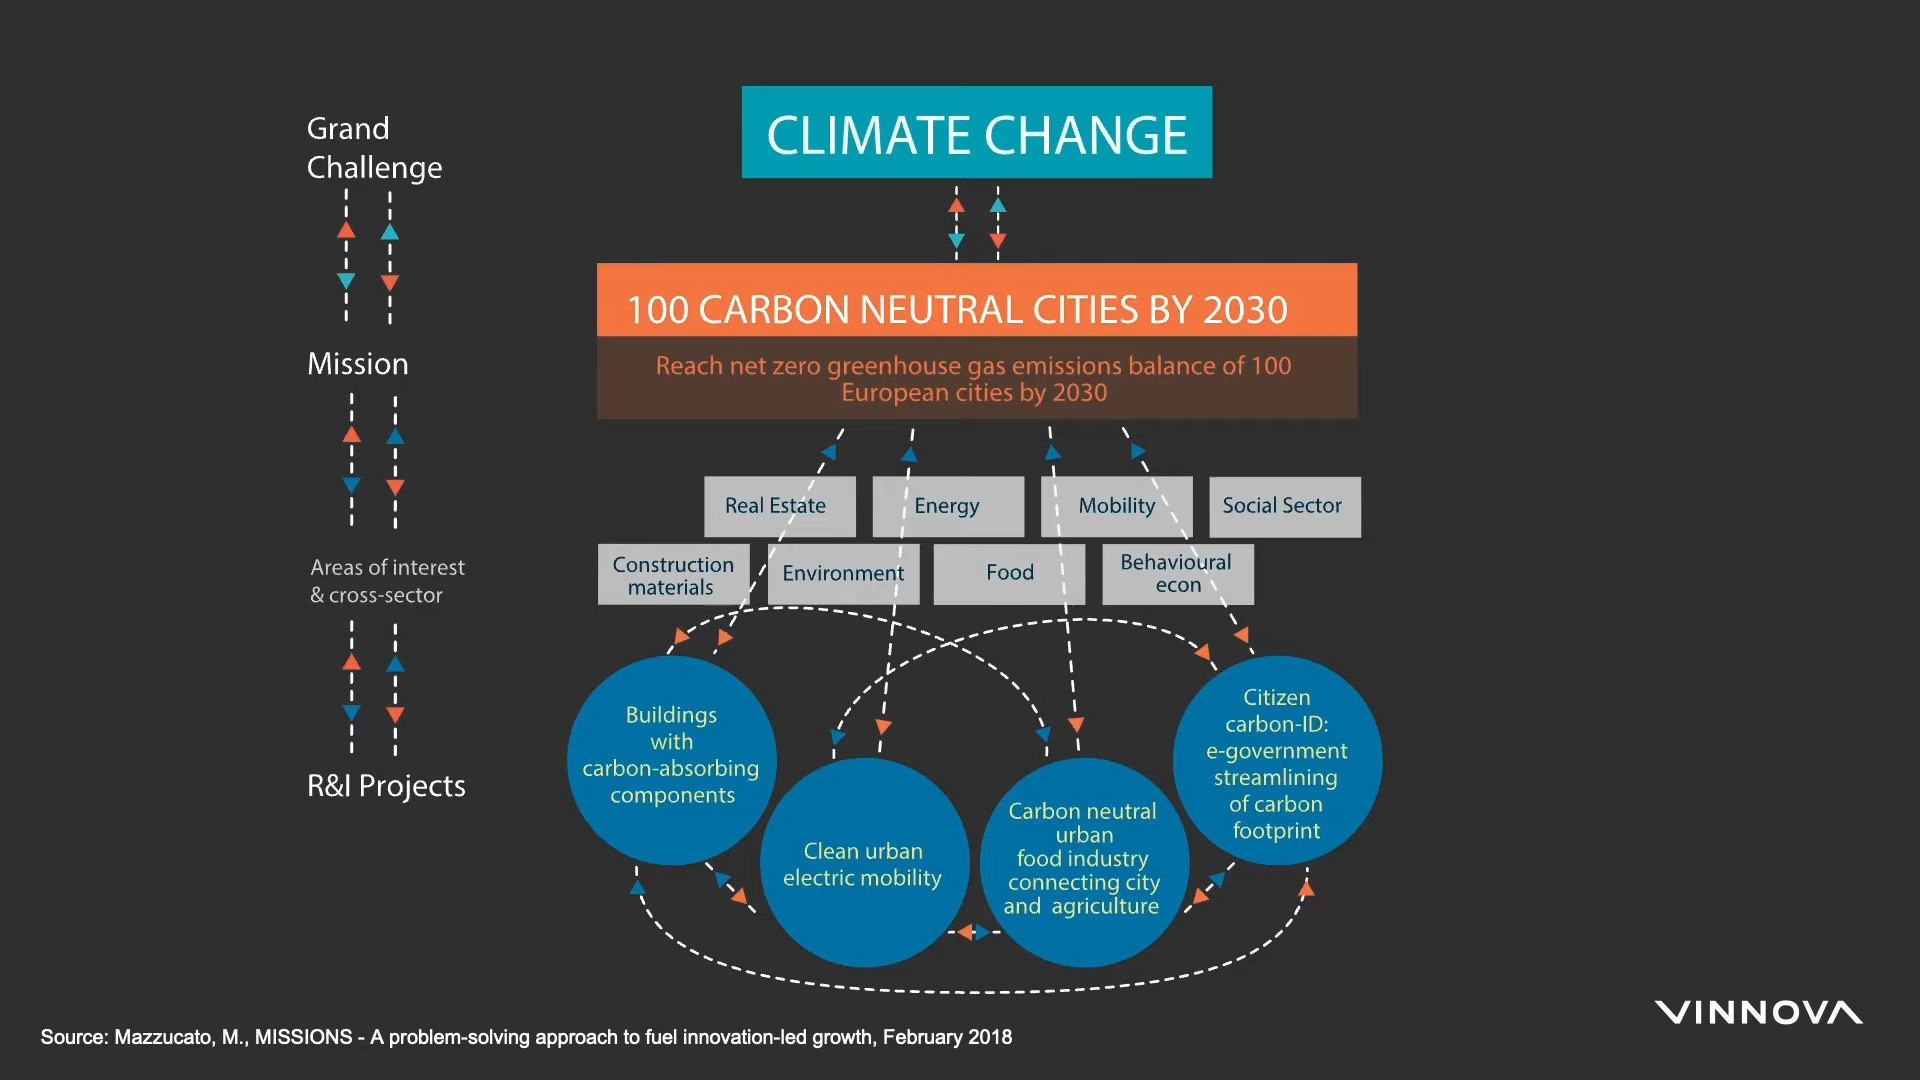 Grand
Challenge
Mission
Areas of interest
& cross-sector
R&I Projects
CLIMATE CHANGE
100 CARBON NEUTRAL CITIES BY 2030
Reach net zero greenhouse gas emissions balance of 100
European cities by 2030
Real Estate
Energy
Mobility
Social Sector
Construction
materials
Environment
Food
Behavioural
econ
Buildings
with
carbon-absorbing
components
Clean urban
electric mobility
Carbon neutral
urban
food industry
connecting city
and agriculture
Citizen
carbon-ID:
e-government
streamlining
of carbon
footprint
VINNOVA
Source: Mazzucato, M., MISSIONS - A problem-solving approach to fuel innovation-led growth, February 2018